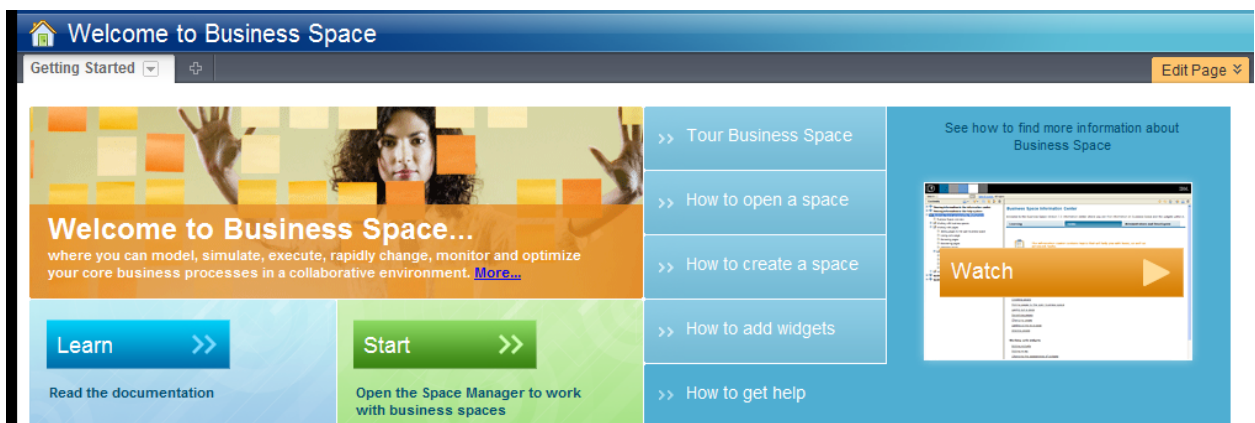 Welcome to Business Space
Getting Started
Edit Page
Welcome to Business Space...
where you can model, simulate, execute, rapidly change, monitor and optimize
your core business processes in a collaborative environment. More...
Learn
Read the documentation
Start
Open the Space Manager to work
with business spaces
Tour Business Space
How to open a space
How to create a space
How to add widgets
How to get help
See how to find more information about
Business Space
Business Space Information Center
Watch